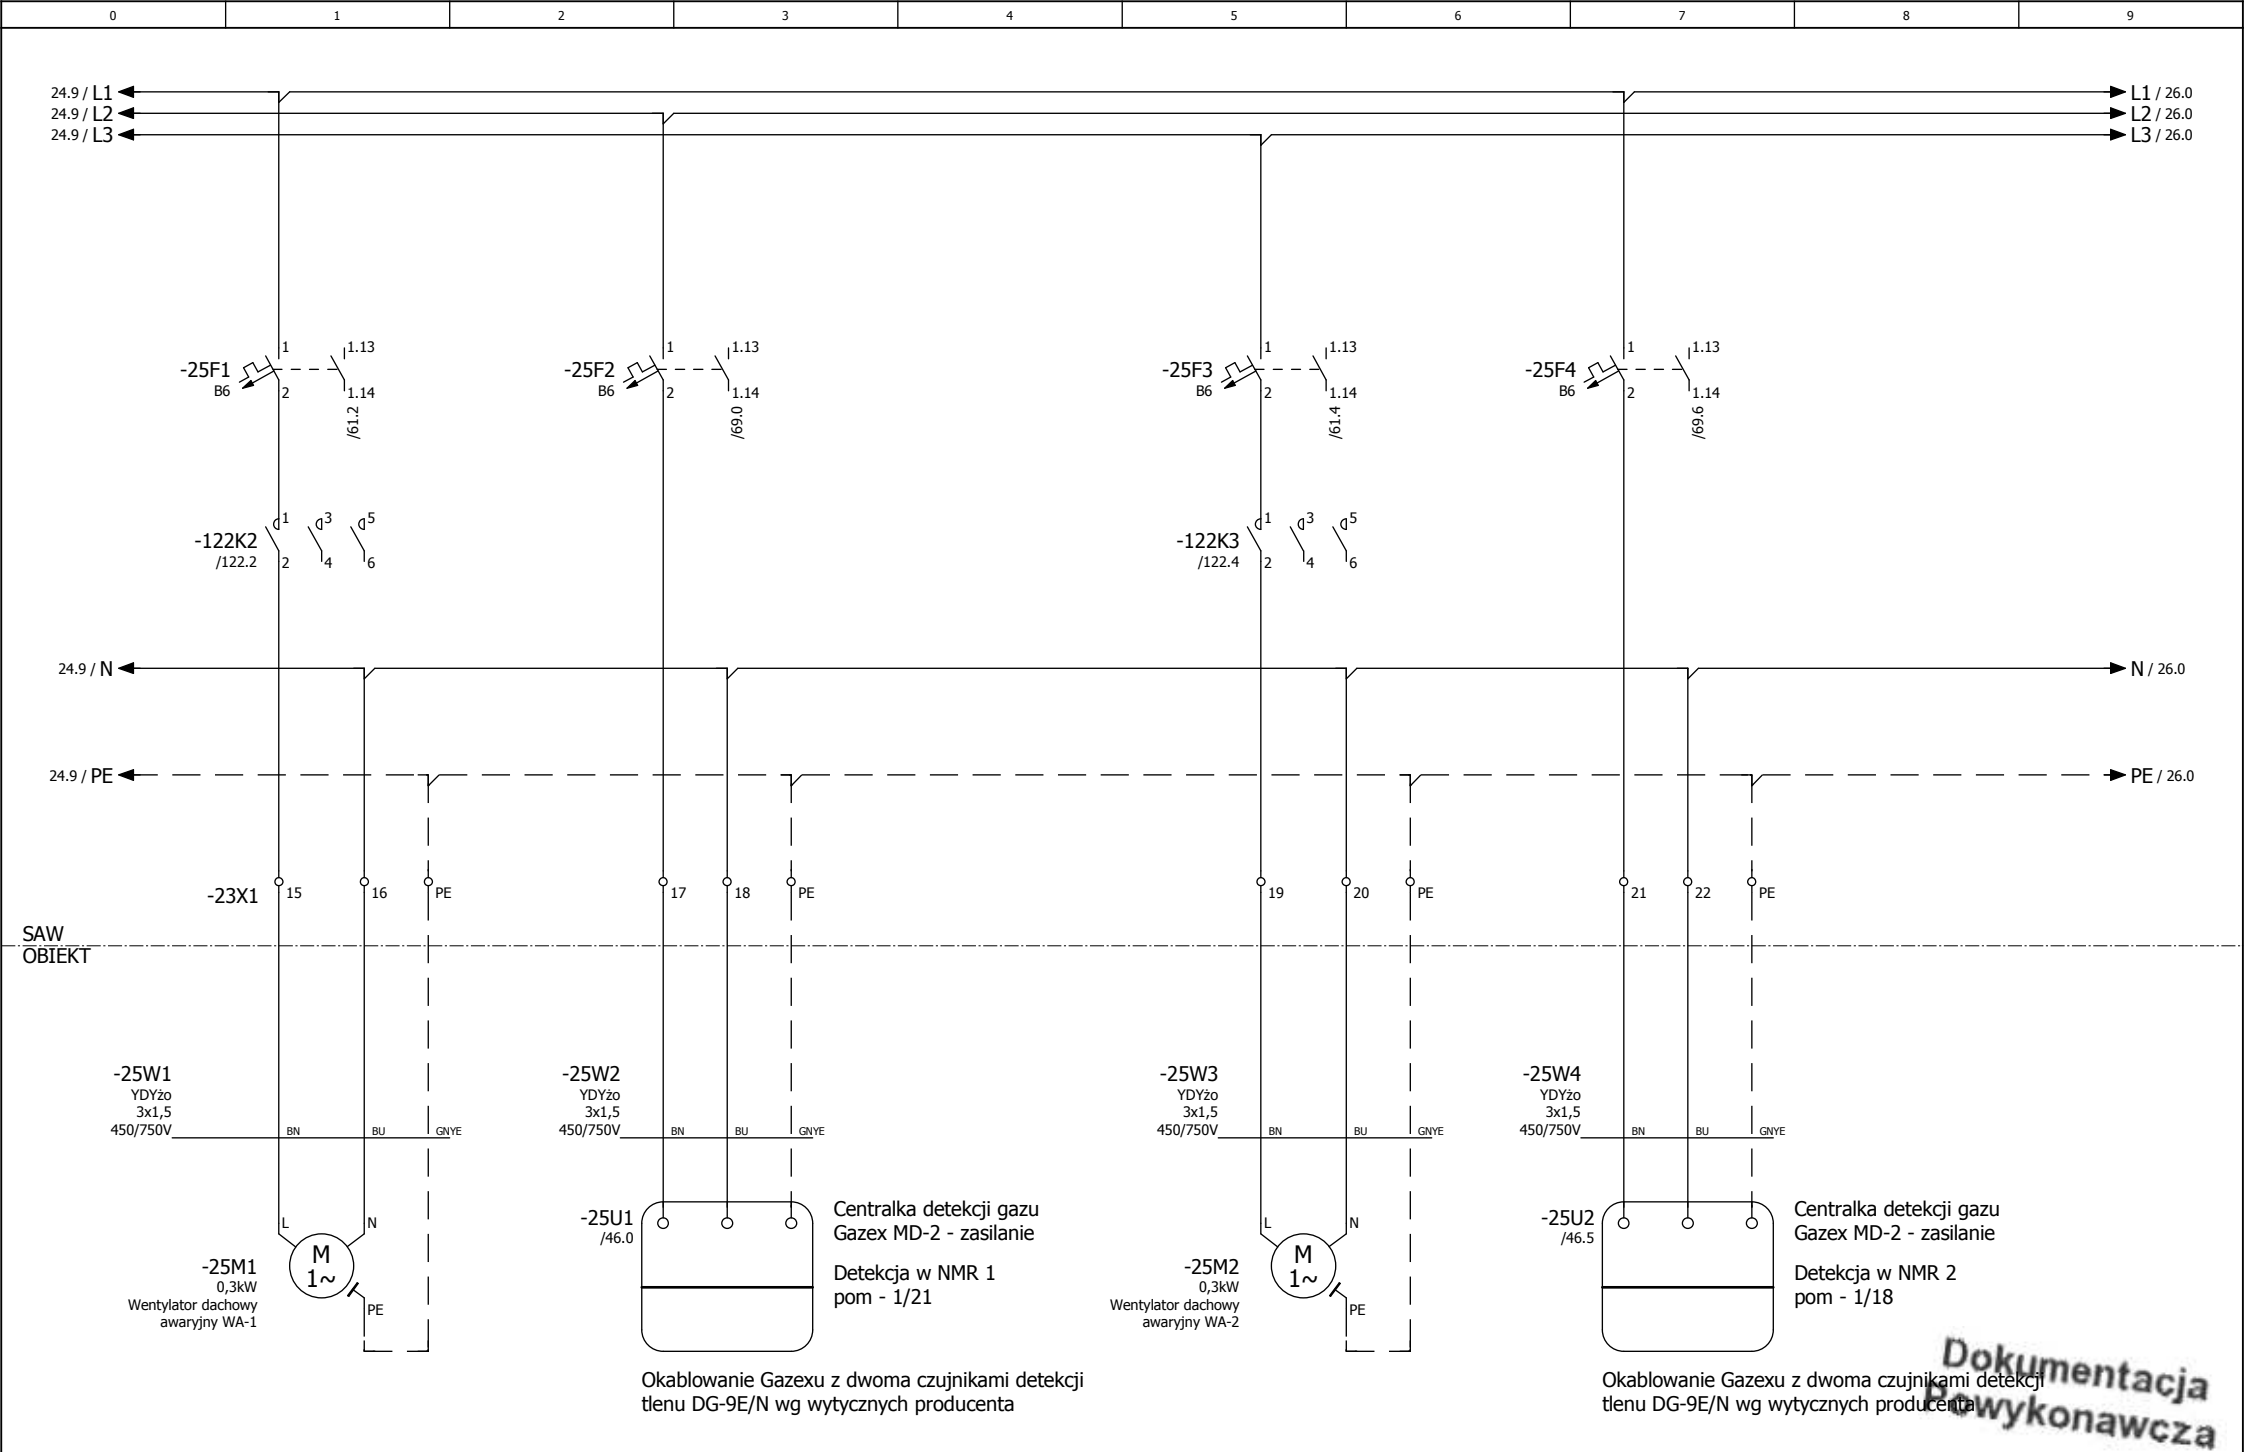 0 1 2 3 4 5 6 7 8 9
24.9 / L1
L1 / 26.0
24.9 / L2
L2 / 26.0
24.9 / L3
L3 / 26.0
-25F1
B6
1
2
1.13
1.14
/61.2
-25F2
B6
1
2
1.13
1.14
/69.0
-25F3
B6
1
2
1.13
1.14
/61.4
-25F4
B6
1
2
1.13
1.14
/69.6
-122K2
/122.2
1 3 5
2 4 6
-122K3
/122.4
1 3 5
2 4 6
24.9 / N
N / 26.0
24.9 / PE
PE / 26.0
-23X1
15 16 PE
17 18 PE
19 20 PE
21 22 PE
SAW
OBIEKT
-25W1
YDYżo
3x1,5
450/750V
BN BU GNYE
-25W2
YDYżo
3x1,5
450/750V
BN BU GNYE
-25W3
YDYżo
3x1,5
450/750V
BN BU GNYE
-25W4
YDYżo
3x1,5
450/750V
BN BU GNYE
L N
M
1~
PE
-25M1
0,3kW
Wentylator dachowy
awaryjny WA-1
-25U1
/46.0
Centralka detekcji gazu
Gazex MD-2 - zasilanie
Detekcja w NMR 1
pom - 1/21
Okablowanie Gazexu z dwoma czujnikami detekcji
tlenu DG-9E/N wg wytycznych producenta
L N
M
1~
PE
-25M2
0,3kW
Wentylator dachowy
awaryjny WA-2
-25U2
/46.5
Centralka detekcji gazu
Gazex MD-2 - zasilanie
Detekcja w NMR 2
pom - 1/18
Okablowanie Gazexu z dwoma czujnikami detekcji
tlenu DG-9E/N wg wytycznych producenta
Dokumentacja
Powykonawcza